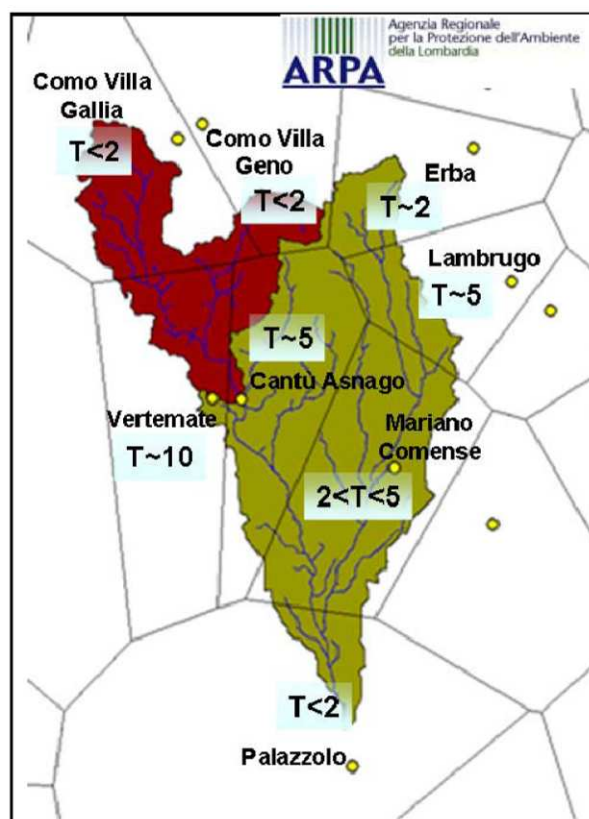 Agenzia Regionale
per la Protezione dell'Ambiente
della Lombardia
ARPA
Como Villa
Gallia
T<2
Como Villa
Geno
T<2
Erba
T~2
Lambrugo
T~5
T~5
Cantù Asnago
Vertemate
T~10
Mariano
Comense
2<T<5
T<2
Palazzolo